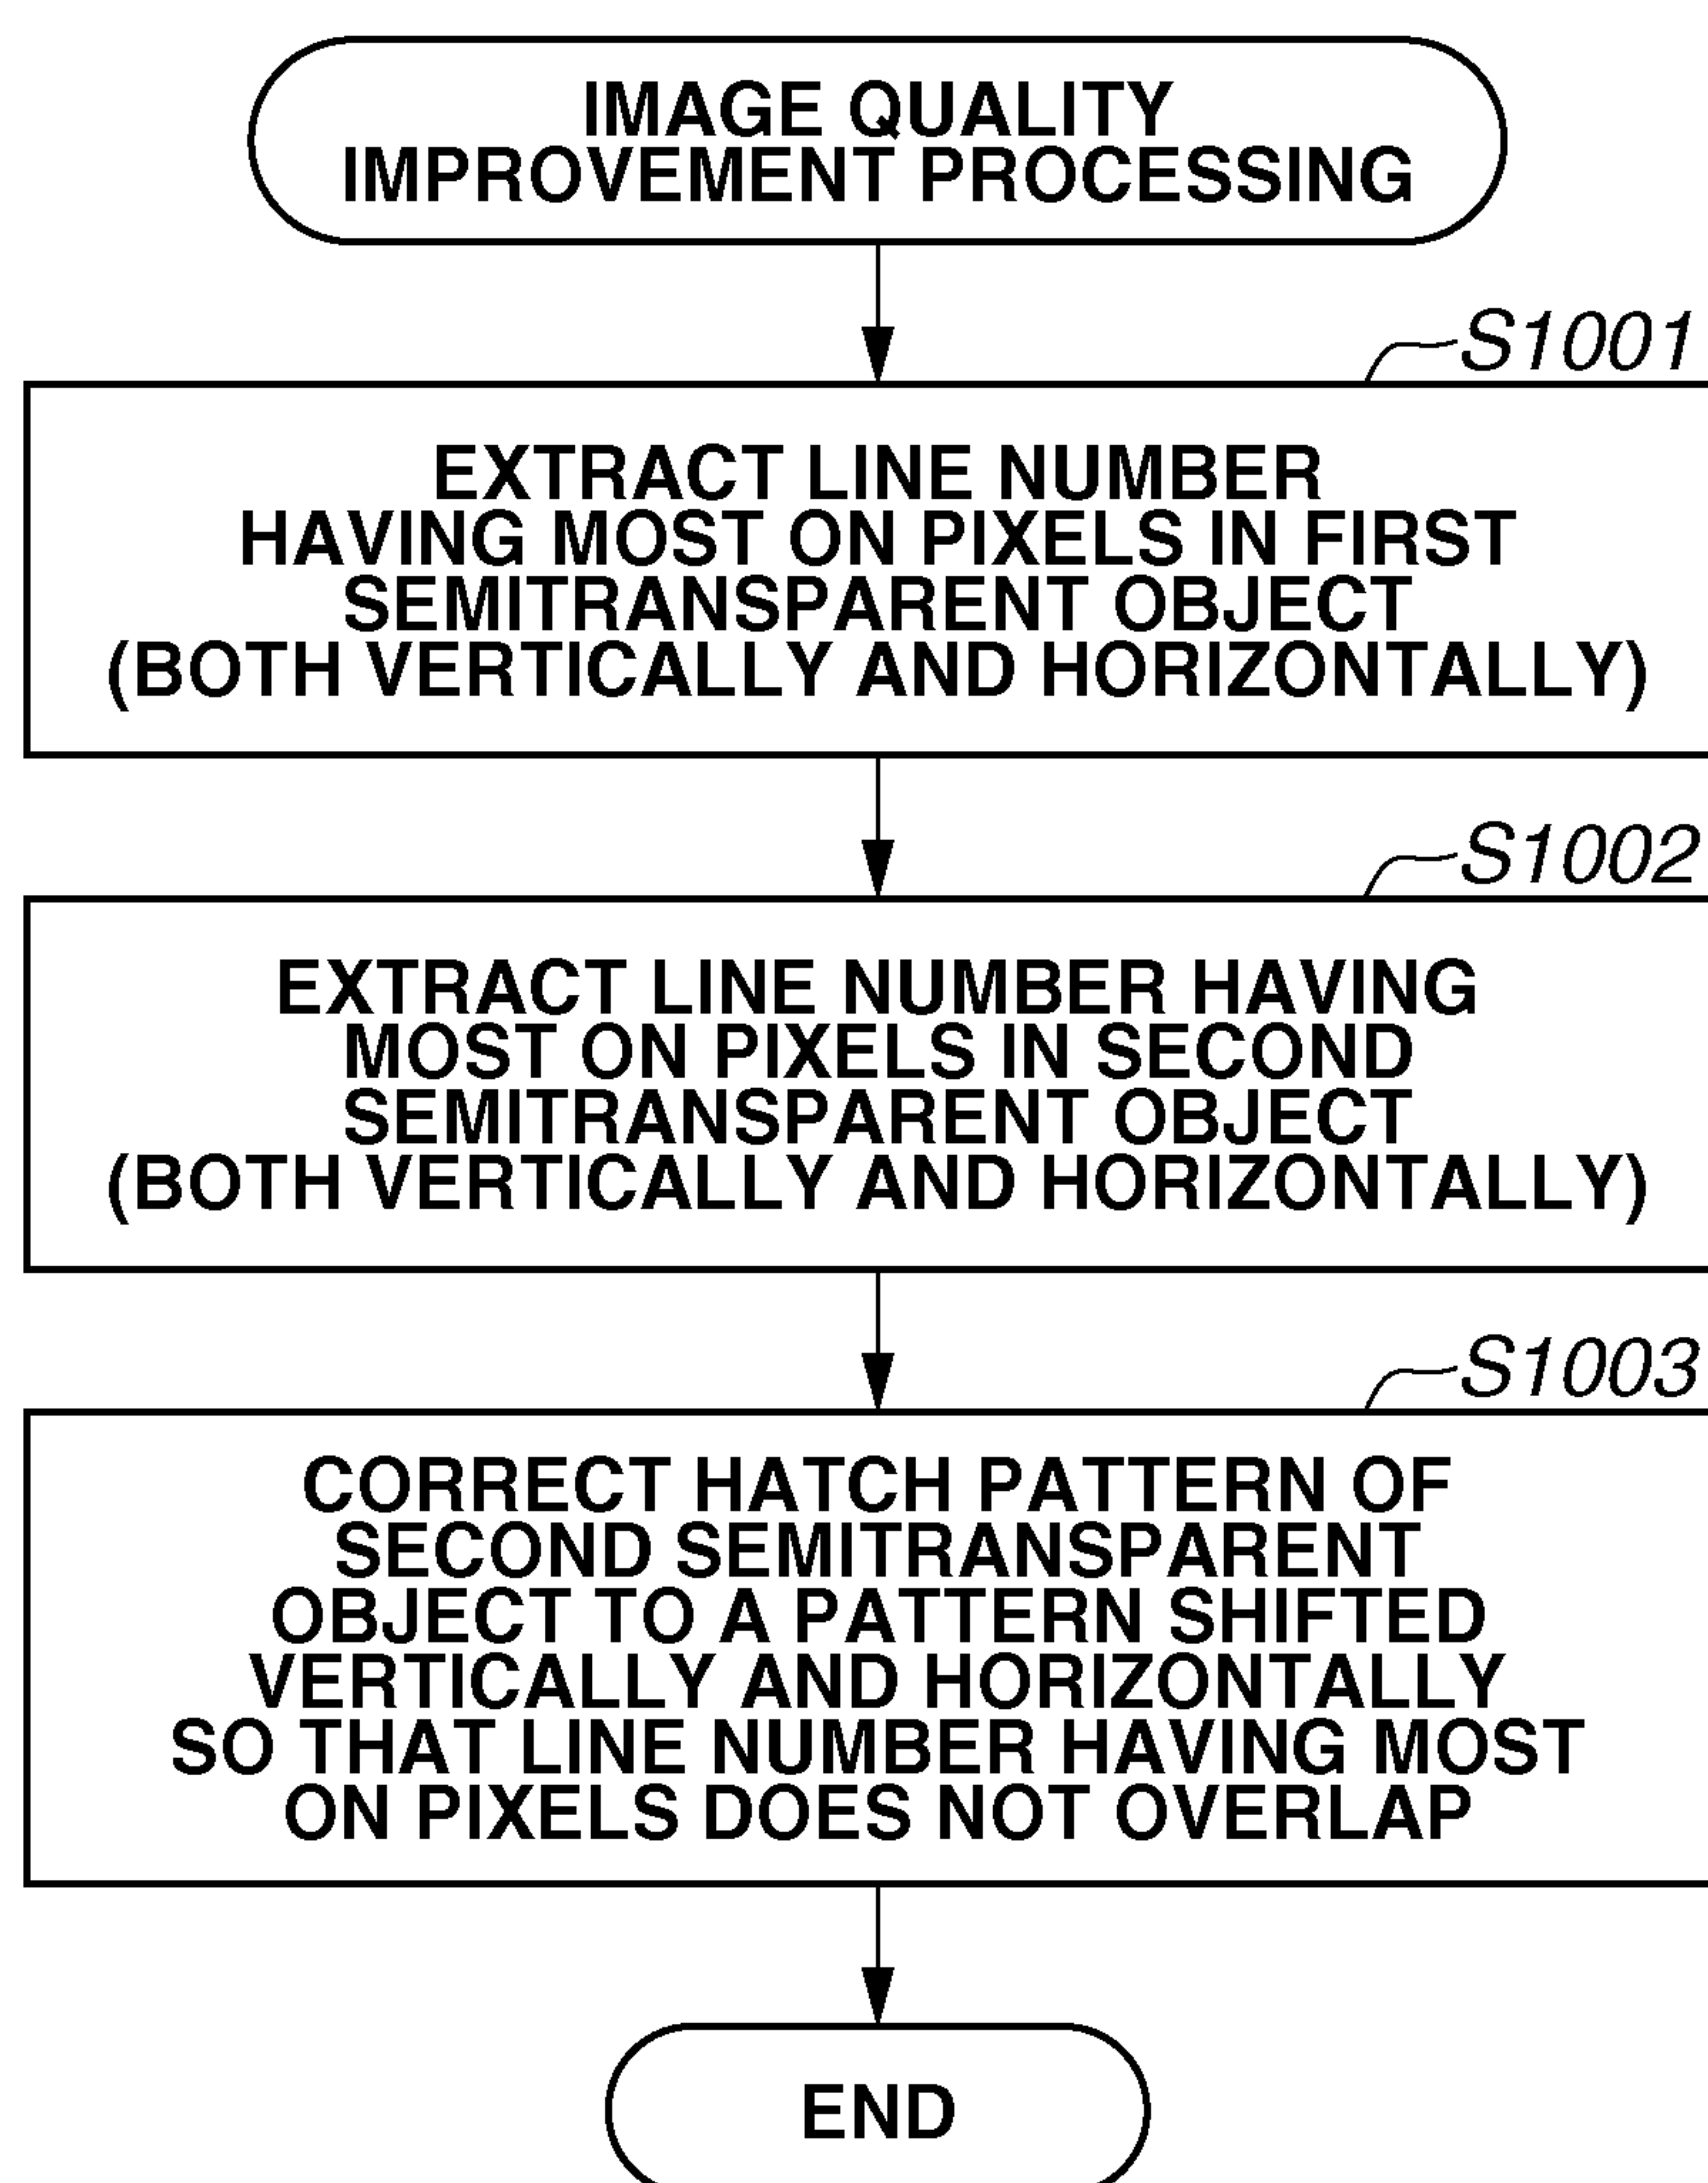 IMAGE QUALITY
IMPROVEMENT PROCESSING
S1001
EXTRACT LINE NUMBER
HAVING MOST ON PIXELS IN FIRST
SEMITRANSPARENT OBJECT
(BOTH VERTICALLY AND HORIZONTALLY)
S1002
EXTRACT LINE NUMBER HAVING
MOST ON PIXELS IN SECOND
SEMITRANSPARENT OBJECT
(BOTH VERTICALLY AND HORIZONTALLY)
S1003
CORRECT HATCH PATTERN OF
SECOND SEMITRANSPARENT
OBJECT TO A PATTERN SHIFTED
VERTICALLY AND HORIZONTALLY
SO THAT LINE NUMBER HAVING MOST
ON PIXELS DOES NOT OVERLAP
END